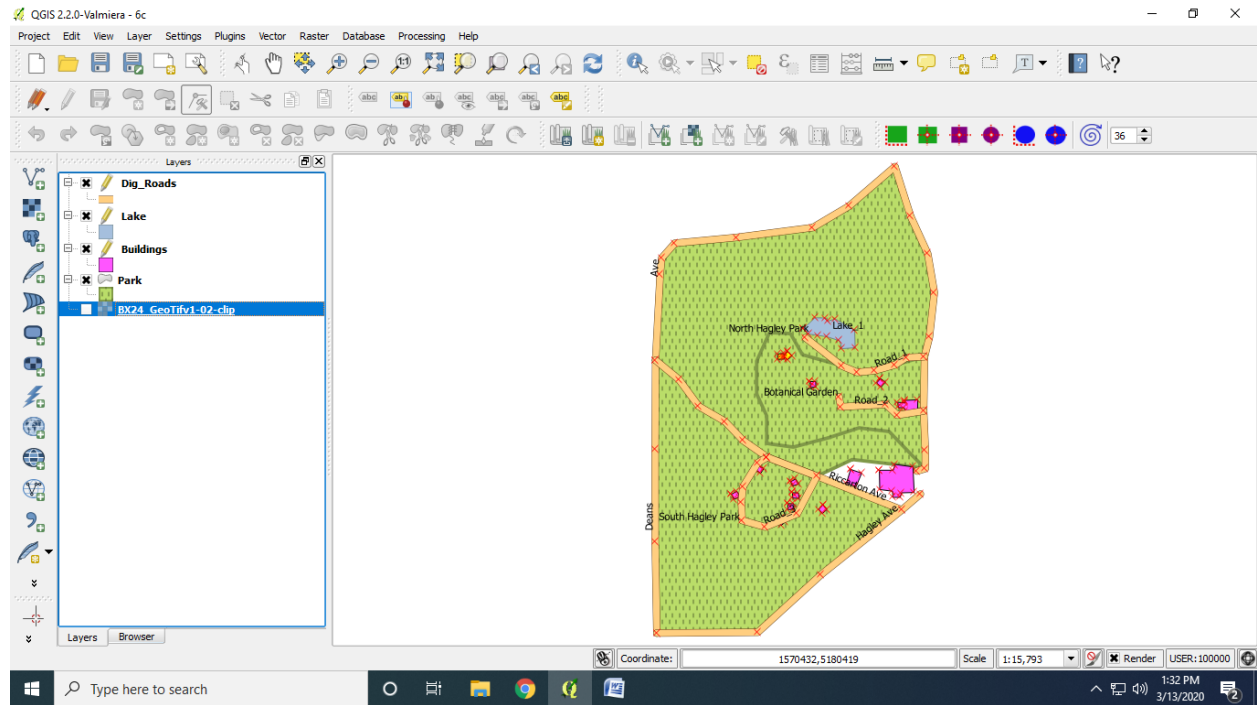 QGIS 2.2.0-Valmiera - 6c
Project Edit View Layer Settings Plugins Vector Raster Database Processing Help
36
Layers
Dig_Roads
Lake
Buildings
Park
BX24_GeoTifv1-02-clip
Ave
North Hagley Park
Lake_1
Road_1
Botanical Garden
Road_2
Riccarton Ave
Deans
South Hagley Park
Hagley Ave
Layers Browser
Coordinate: 1570432,5180419 Scale 1:15,793 Render USER:100000
Type here to search
1:32 PM
3/13/2020
2